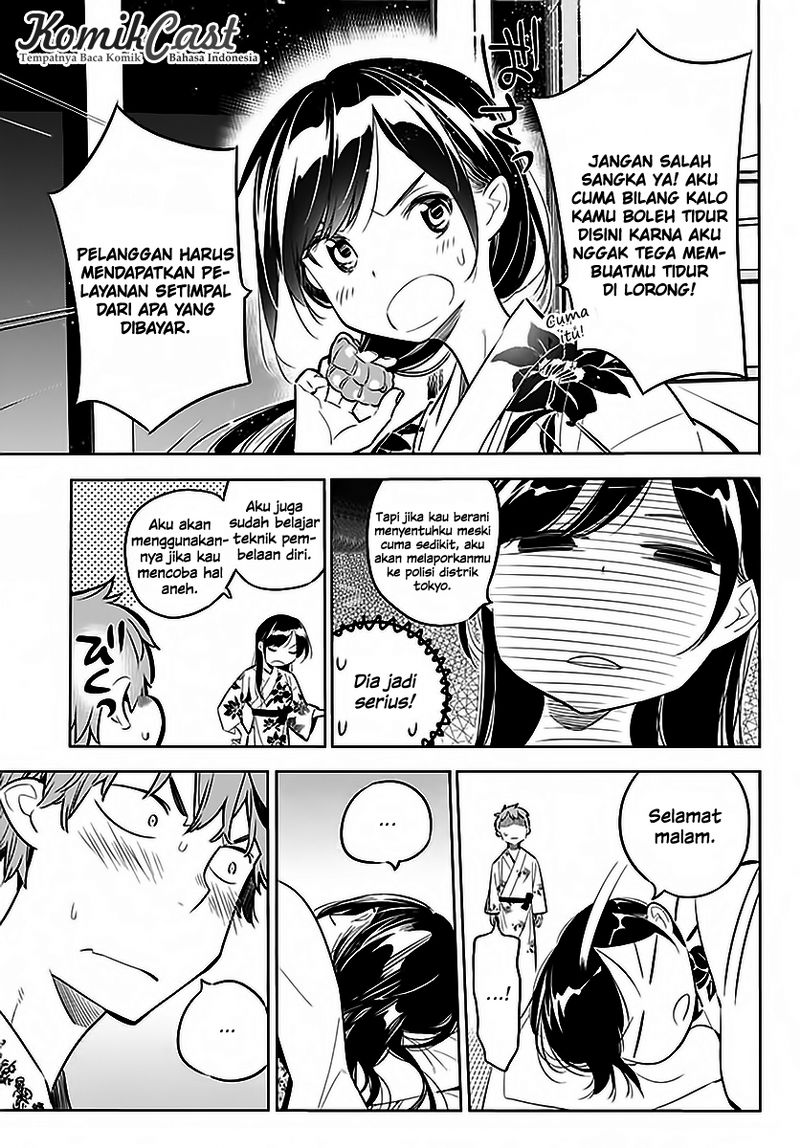 KomikCast
Tempatnya Baca Komik Bahasa Indonesia
JANGAN SALAH
SANGKA YA! AKU
CUMA BILANG KALO
KAMU BOLEH TIDUR
DISINI KARNA AKU
NGGAK TEGA MEM-
BUATMU TIDUR
DI LORONG!
Cuma
itu!
PELANGGAN HARUS
MENDAPATKAN PE-
LAYANAN SETIMPAL
DARI APA YANG
DIBAYAR.
Tapi jika kau berani
menyentuhku meski
cuma sedikit, aku
akan melaporkanmu
ke polisi distrik
tokyo.
Dia jadi
serius!
Aku juga
sudah belajar
teknik pem-
belaan diri.
Aku akan
menggunakan-
nya jika kau
mencoba hal
aneh.
Selamat
malam.
...!
...
...